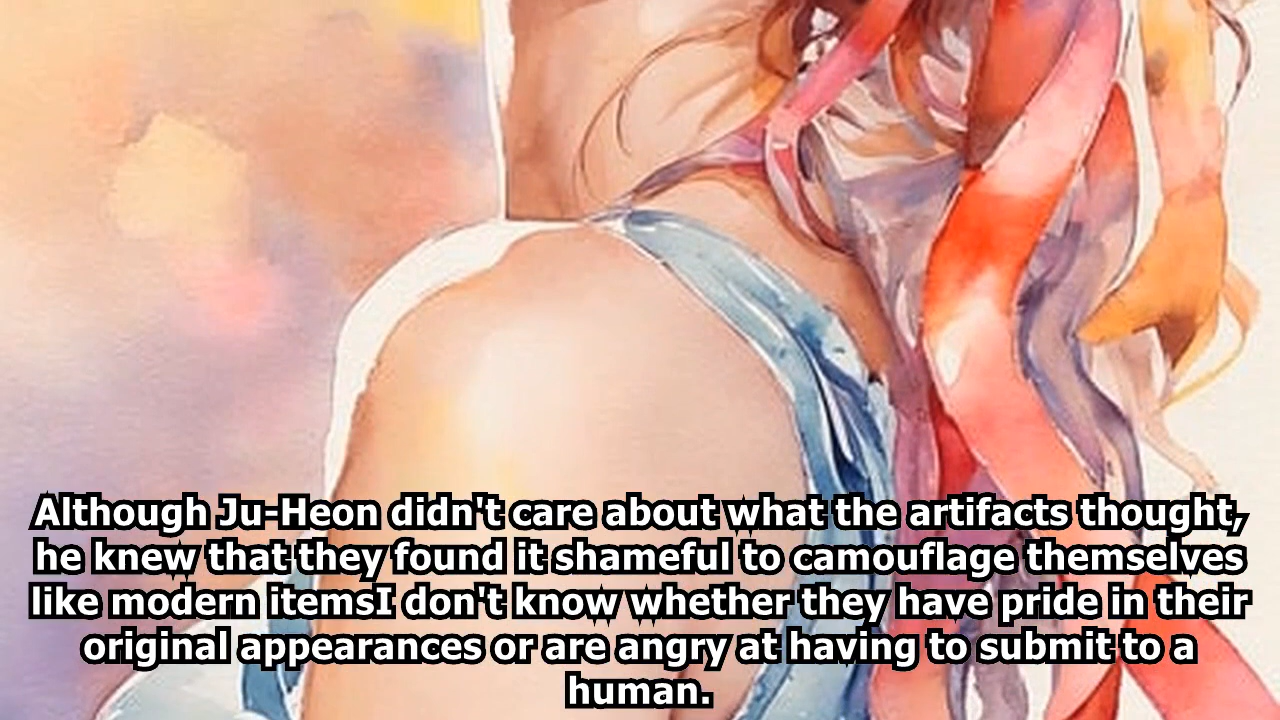 Although Ju-Heon didn't care about what the artifacts thought,
he knew that they found it shameful to camouflage themselves
like modern itemsI don't know whether they have pride in their
original appearances or are angry at having to submit to a
human.